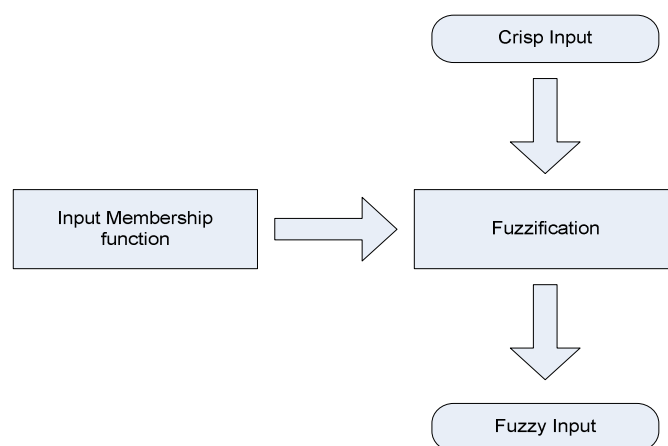 Crisp Input
Input Membership
function
Fuzzification
Fuzzy Input